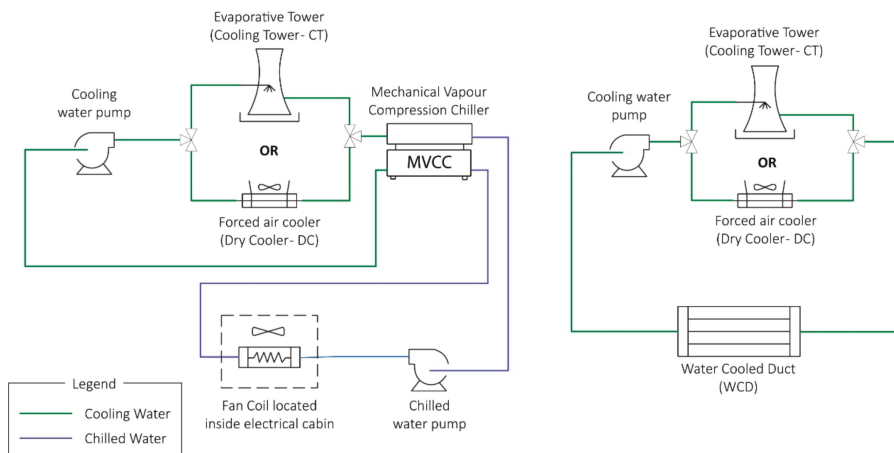 Evaporative Tower
(Cooling Tower- CT)
Cooling
water pump
Mechanical Vapour
Compression Chiller
OR
MVCC
Forced air cooler
(Dry Cooler- DC)
Fan Coil located
inside electrical cabin
Chilled
water pump
Legend
Cooling Water
Chilled Water
Evaporative Tower
(Cooling Tower- CT)
Cooling water
pump
OR
Forced air cooler
(Dry Cooler- DC)
Water Cooled Duct
(WCD)